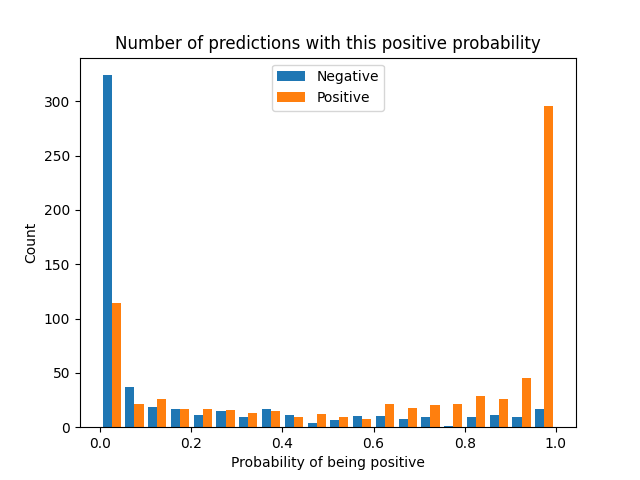 Number of predictions with this positive probability
Negative
Positive
300
250
200
150
100
50
0
Count
0.0 0.2 0.4 0.6 0.8 1.0
Probability of being positive